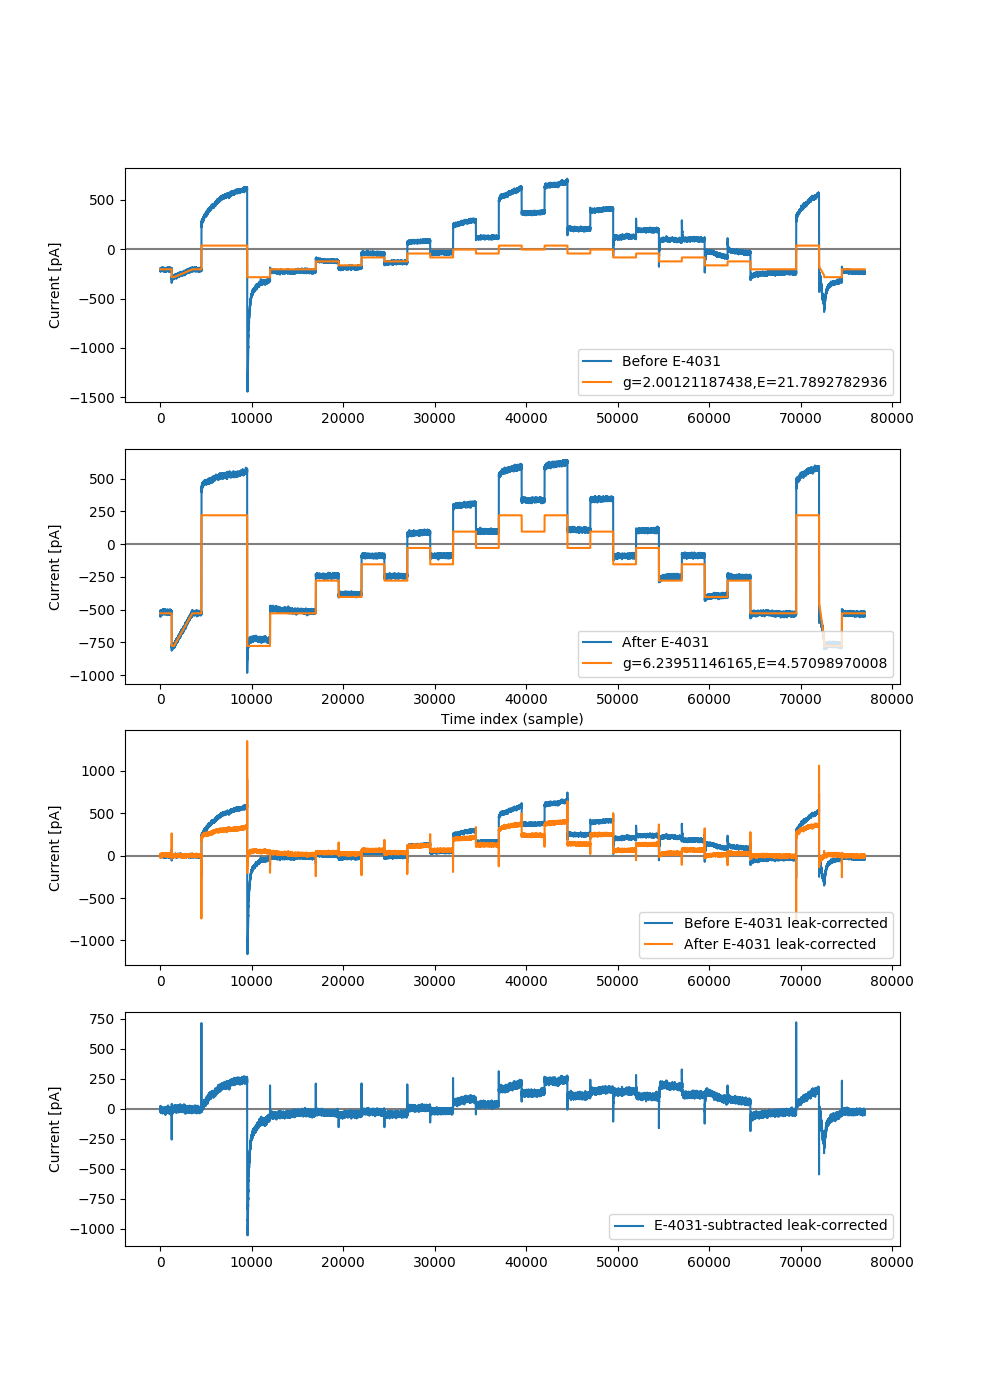 500
0
−500
−1000
−1500
Current [pA]
Before E-4031
g=2.00121187438,E=21.7892782936
0 10000 20000 30000 40000 50000 60000 70000 80000
500
250
0
−250
−500
−750
−1000
Current [pA]
After E-4031
g=6.23951146165,E=4.57098970008
0 10000 20000 30000 40000 50000 60000 70000 80000
Time index (sample)
1000
500
0
−500
−1000
Current [pA]
Before E-4031 leak-corrected
After E-4031 leak-corrected
0 10000 20000 30000 40000 50000 60000 70000 80000
750
500
250
0
−250
−500
−750
−1000
Current [pA]
E-4031-subtracted leak-corrected
0 10000 20000 30000 40000 50000 60000 70000 80000